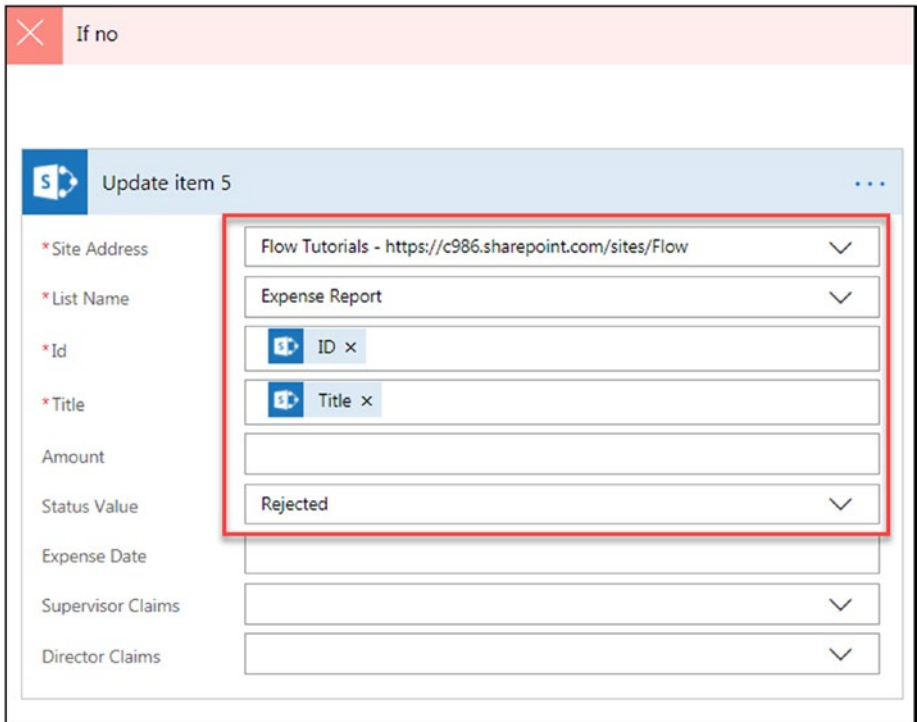 If no
Update item 5
* Site Address Flow Tutorials - https://c986.sharepoint.com/sites/Flow
* List Name Expense Report
* Id ID ×
* Title Title ×
Amount
Status Value Rejected
Expense Date
Supervisor Claims
Director Claims